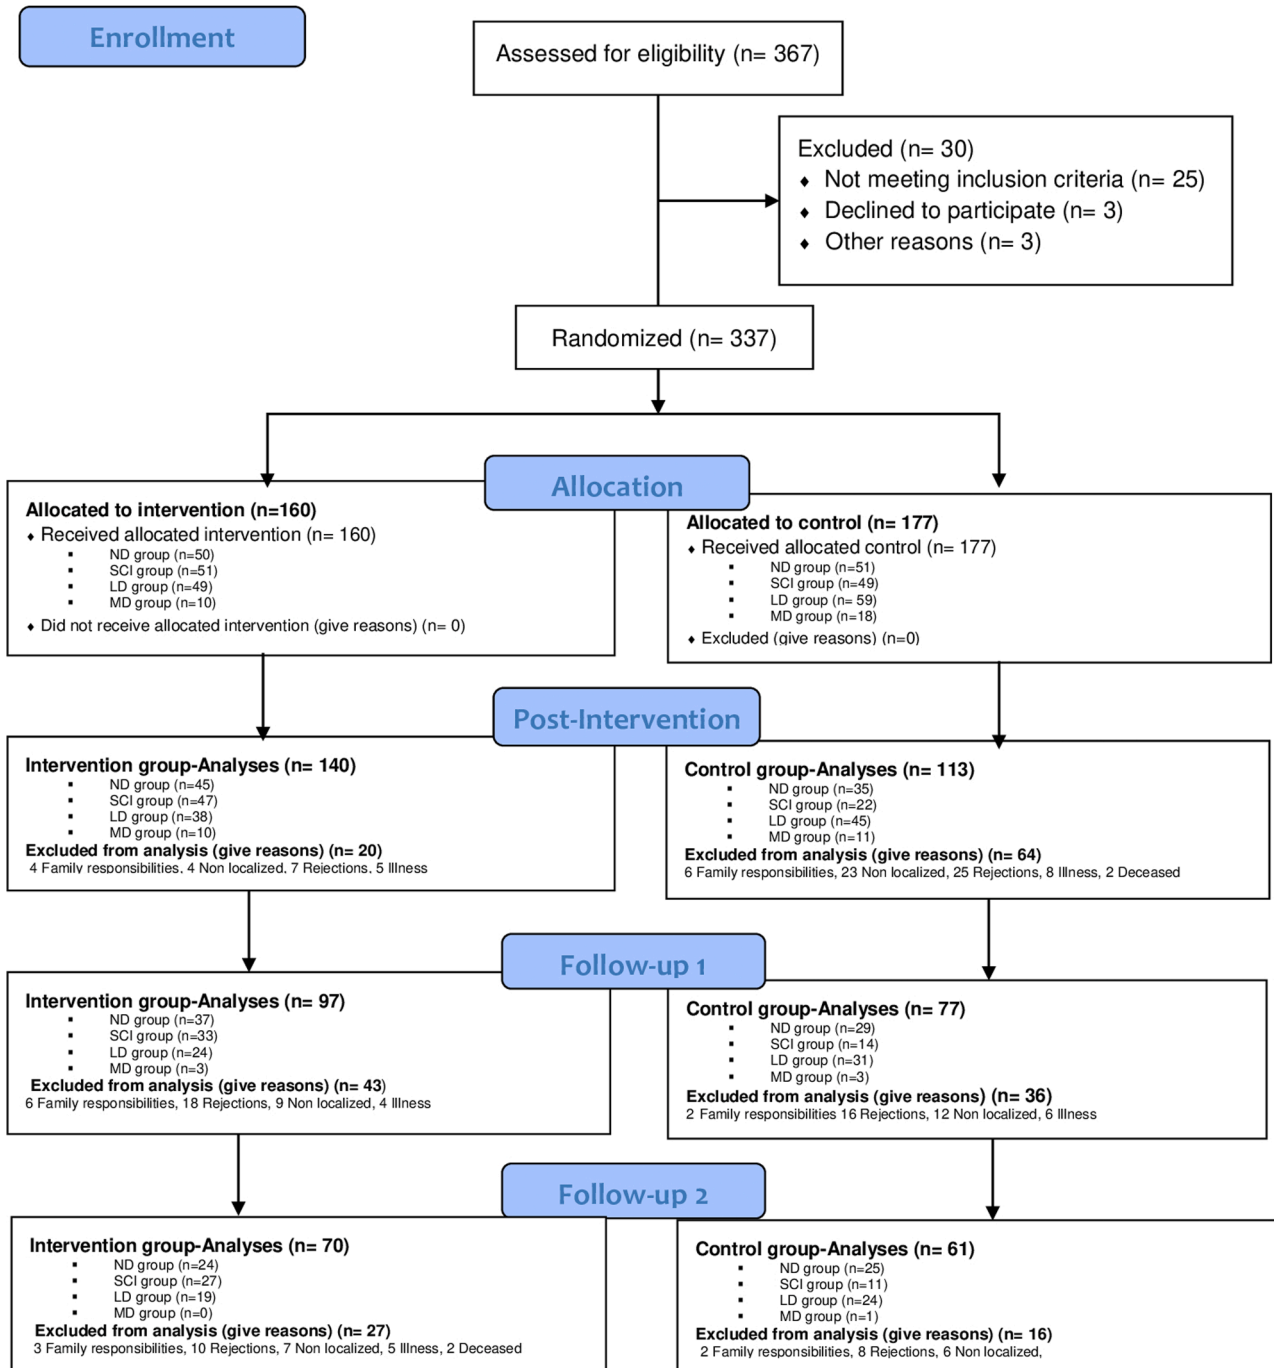 Enrollment
Assessed for eligibility (n= 367)
Excluded (n= 30)
♦ Not meeting inclusion criteria (n= 25)
♦ Declined to participate (n= 3)
♦ Other reasons (n= 3)
Randomized (n= 337)
Allocation
Allocated to intervention (n=160)
♦ Received allocated intervention (n= 160)
▪ ND group (n=50)
▪ SCI group (n=51)
▪ LD group (n=49)
▪ MD group (n=10)
♦ Did not receive allocated intervention (give reasons) (n= 0)
Allocated to control (n= 177)
♦ Received allocated control (n= 177)
▪ ND group (n=51)
▪ SCI group (n=49)
▪ LD group (n= 59)
▪ MD group (n=18)
♦ Excluded (give reasons) (n=0)
Post-Intervention
Intervention group-Analyses (n= 140)
▪ ND group (n=45)
▪ SCI group (n=47)
▪ LD group (n=38)
▪ MD group (n=10)
Excluded from analysis (give reasons) (n= 20)
4 Family responsibilities, 4 Non localized, 7 Rejections, 5 Illness
Control group-Analyses (n= 113)
▪ ND group (n=35)
▪ SCI group (n=22)
▪ LD group (n=45)
▪ MD group (n=11)
Excluded from analysis (give reasons) (n= 64)
6 Family responsibilities, 23 Non localized, 25 Rejections, 8 Illness, 2 Deceased
Follow-up 1
Intervention group-Analyses (n= 97)
▪ ND group (n=37)
▪ SCI group (n=33)
▪ LD group (n=24)
▪ MD group (n=3)
Excluded from analysis (give reasons) (n= 43)
6 Family responsibilities, 18 Rejections, 9 Non localized, 4 Illness
Control group-Analyses (n= 77)
▪ ND group (n=29)
▪ SCI group (n=14)
▪ LD group (n=31)
▪ MD group (n=3)
Excluded from analysis (give reasons) (n= 36)
2 Family responsibilities 16 Rejections, 12 Non localized, 6 Illness
Follow-up 2
Intervention group-Analyses (n= 70)
▪ ND group (n=24)
▪ SCI group (n=27)
▪ LD group (n=19)
▪ MD group (n=0)
Excluded from analysis (give reasons) (n= 27)
3 Family responsibilities, 10 Rejections, 7 Non localized, 5 Illness, 2 Deceased
Control group-Analyses (n= 61)
▪ ND group (n=25)
▪ SCI group (n=11)
▪ LD group (n=24)
▪ MD group (n=1)
Excluded from analysis (give reasons) (n= 16)
2 Family responsibilities, 8 Rejections, 6 Non localized,